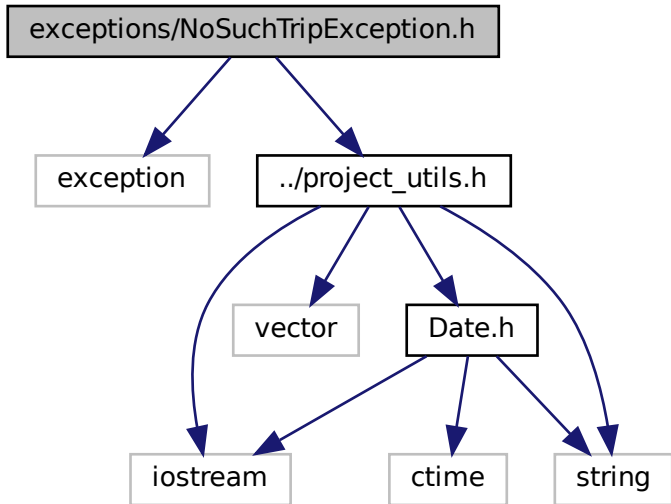 exceptions/NoSuchTripException.h
exception
../project_utils.h
vector
Date.h
iostream
ctime
string